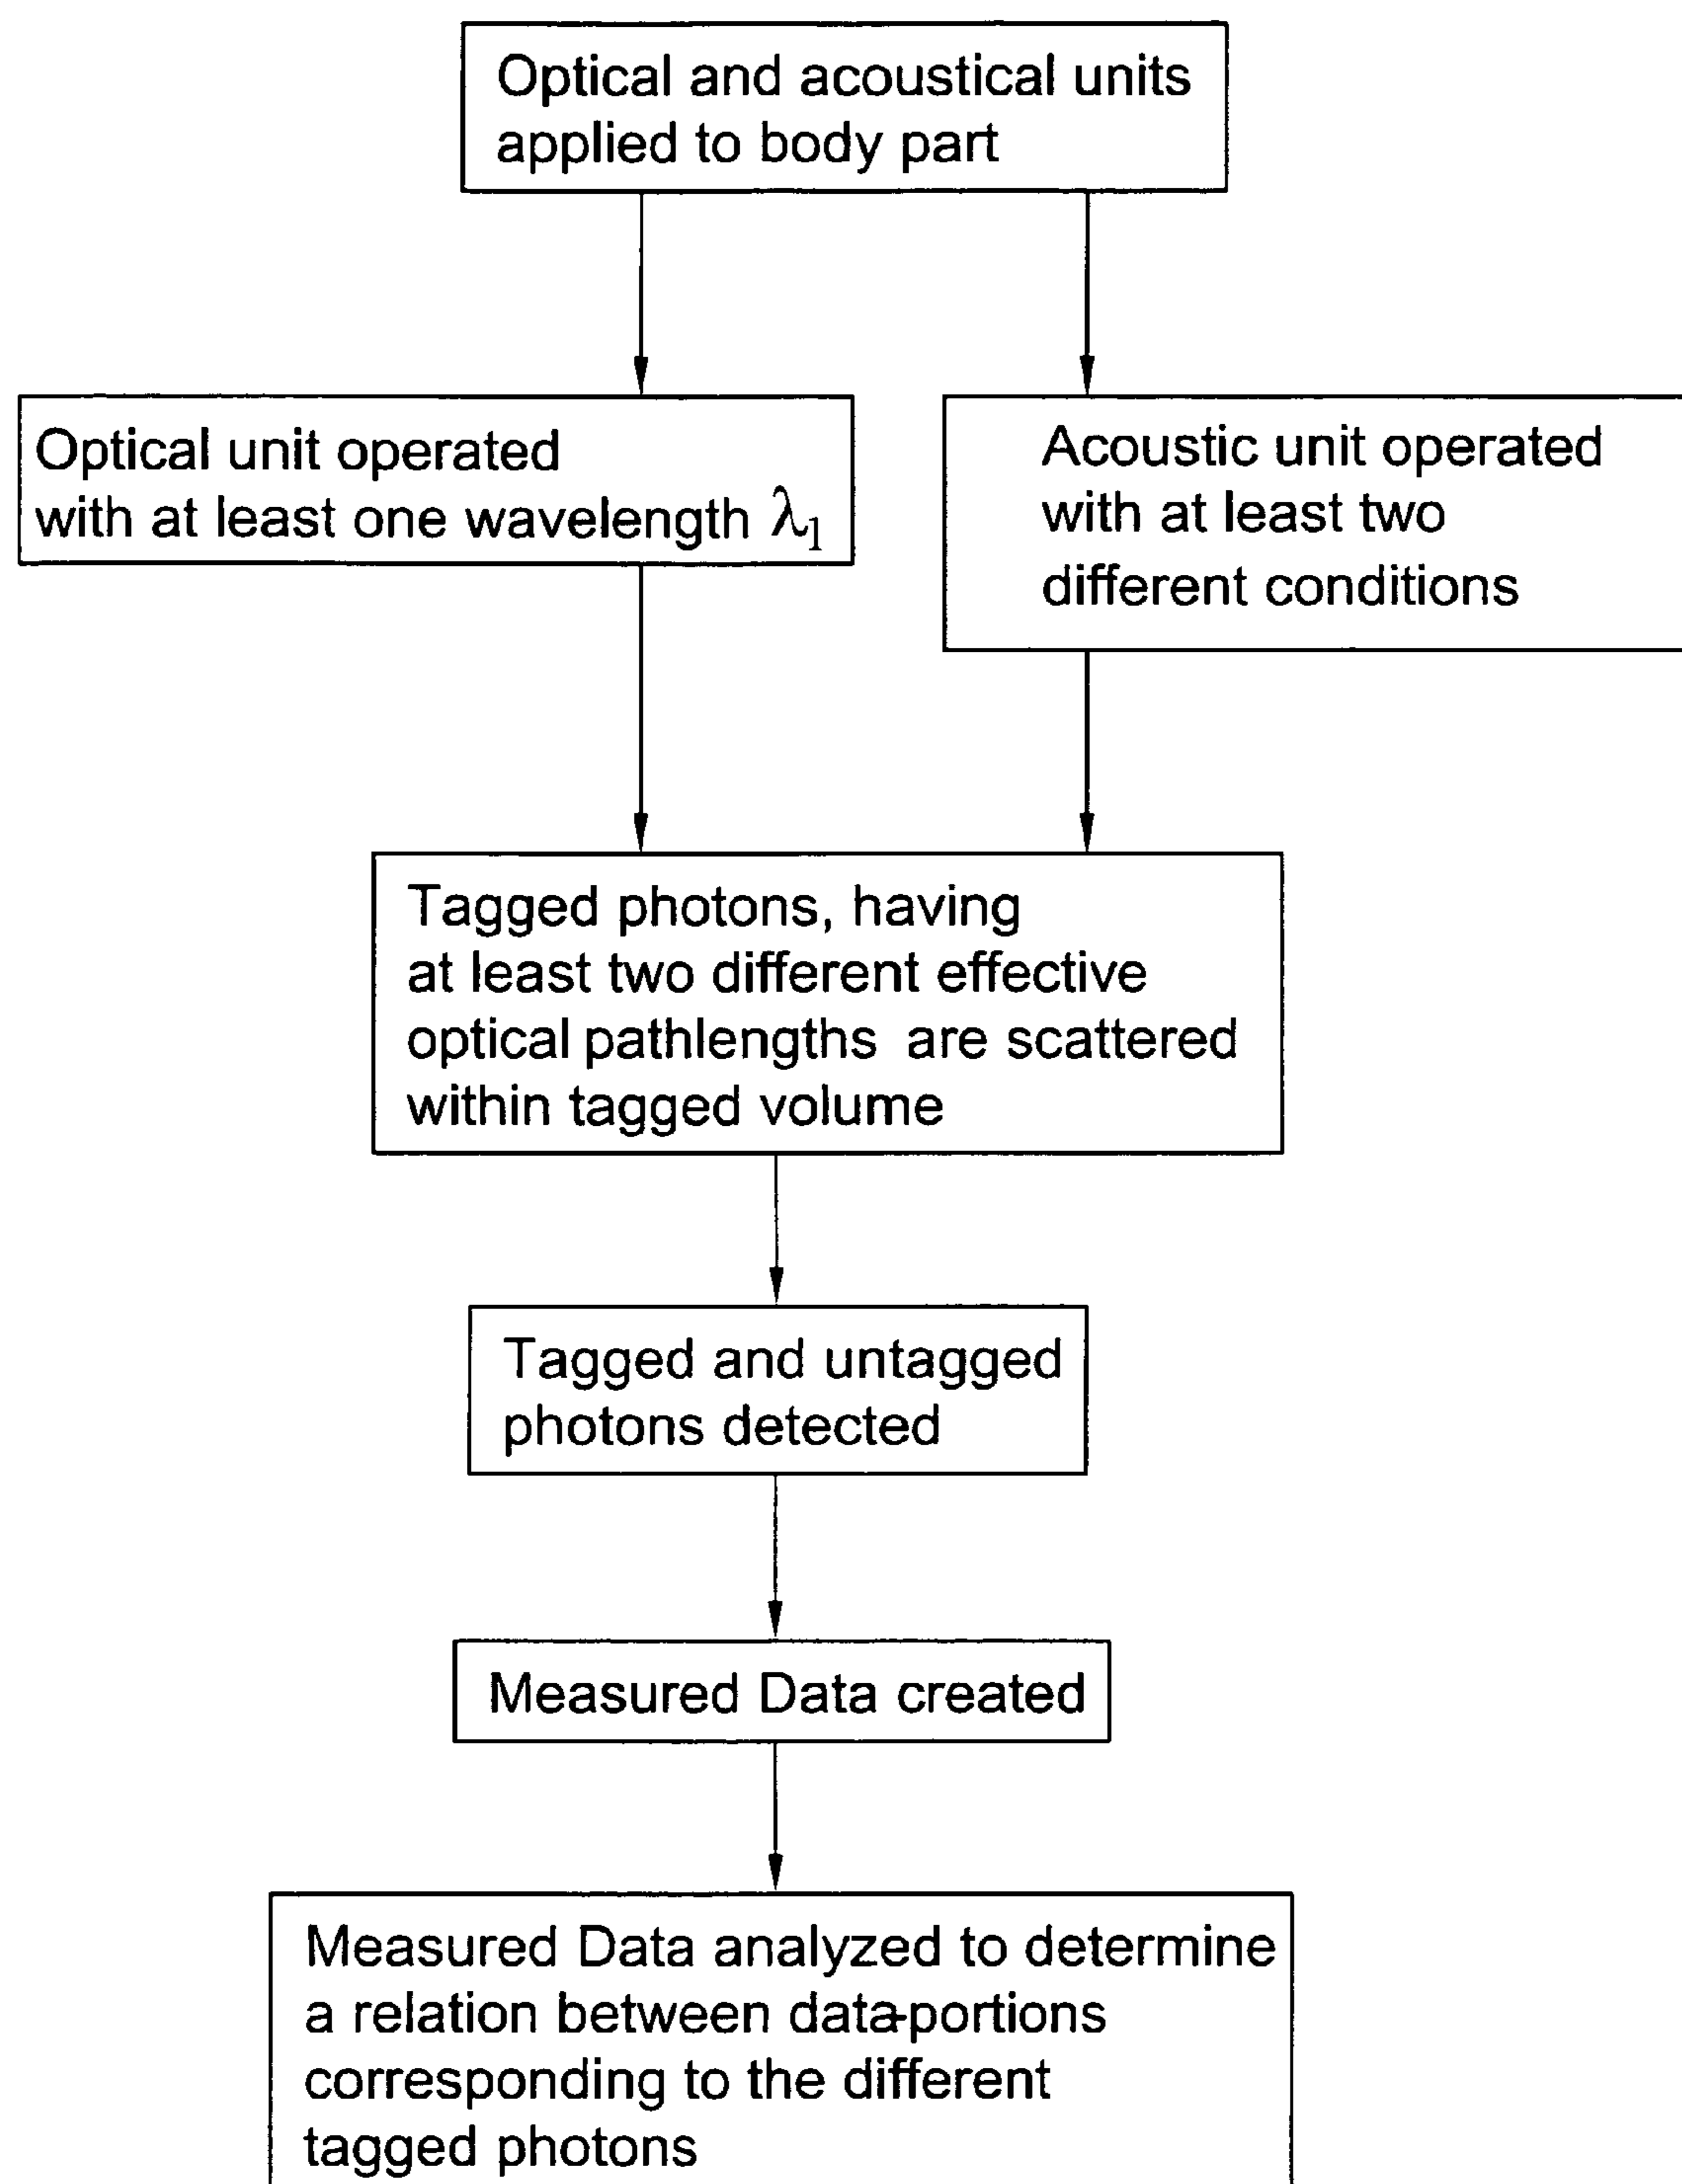 Optical and acoustical units
applied to body part
Optical unit operated
with at least one wavelength λ₁
Acoustic unit operated
with at least two
different conditions
Tagged photons, having
at least two different effective
optical pathlengths are scattered
within tagged volume
Tagged and untagged
photons detected
Measured Data created
Measured Data analyzed to determine
a relation between data-portions
corresponding to the different
tagged photons